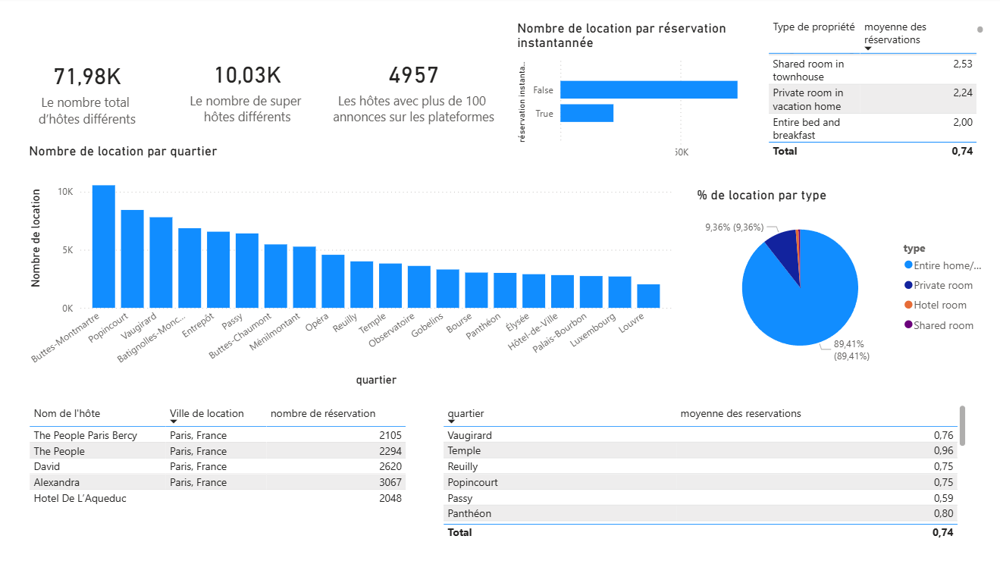 71,98K
Le nombre total
d'hôtes différents
10,03K
Le nombre de super
hôtes différents
4957
Les hôtes avec plus de 100
annonces sur les plateformes
Nombre de location par réservation
instantannée
réservation instanta...
False
True
50K
Type de propriété
moyenne des
réservations
Shared room in
townhouse
2,53
Private room in
vacation home
2,24
Entire bed and
breakfast
2,00
Total 0,74
Nombre de location par quartier
Nombre de location
10K
5K
0K
Buttes-Montmartre
Popincourt
Vaugirard
Batignolles-Monc...
Entrepôt
Passy
Buttes-Chaumont
Ménilmontant
Opéra
Reuilly
Temple
Observatoire
Gobelins
Bourse
Panthéon
Élysée
Hôtel-de-Ville
Palais-Bourbon
Luxembourg
Louvre
quartier
% de location par type
9,36% (9,36%)
89,41%
(89,41%)
type
Entire home/...
Private room
Hotel room
Shared room
Nom de l'hôte Ville de location nombre de réservation
The People Paris Bercy Paris, France 2105
The People Paris, France 2294
David Paris, France 2620
Alexandra Paris, France 3067
Hotel De L'Aqueduc 2048
quartier moyenne des reservations
Vaugirard 0,76
Temple 0,96
Reuilly 0,75
Popincourt 0,75
Passy 0,59
Panthéon 0,80
Total 0,74